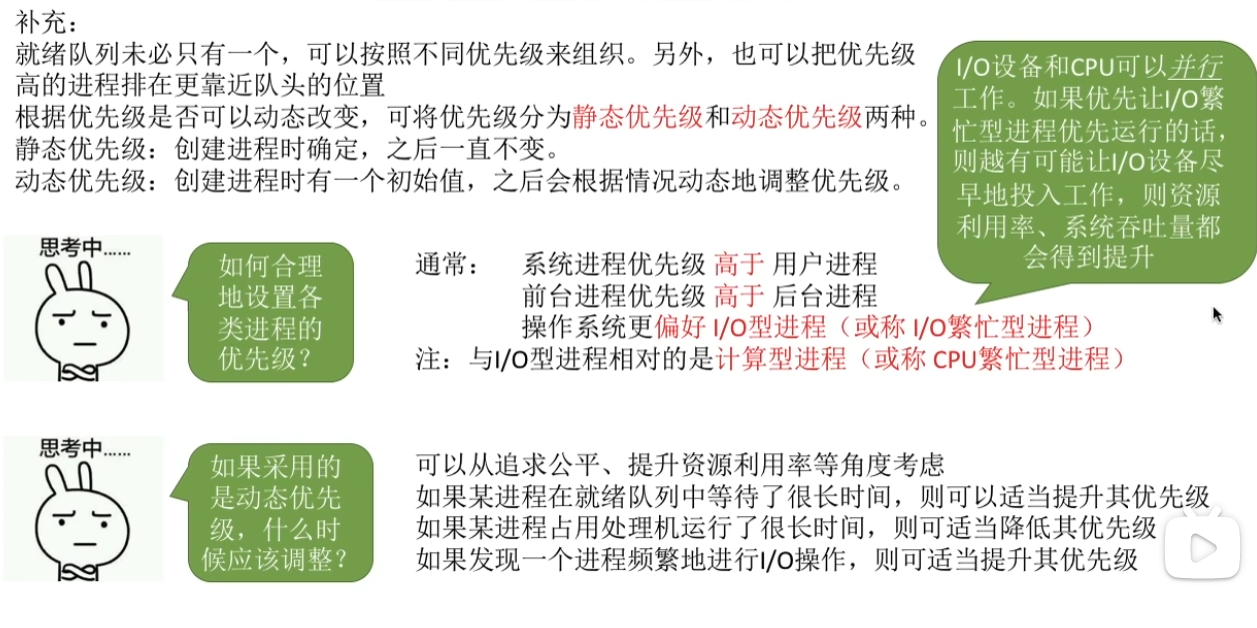 补充：
就绪队列未必只有一个，可以按照不同优先级来组织。另外，也可以把优先级
高的进程排在更靠近队头的位置
根据优先级是否可以动态改变，可将优先级分为静态优先级和动态优先级两种。
静态优先级：创建进程时确定，之后一直不变。
动态优先级：创建进程时有一个初始值，之后会根据情况动态地调整优先级。
I/O设备和CPU可以并行
工作。如果优先让I/O繁
忙型进程优先运行的话，
则越有可能让I/O设备尽
早地投入工作，则资源
利用率、系统吞吐量都
会得到提升
思考中......
如何合理
地设置各
类进程的
优先级？
通常： 系统进程优先级 高于 用户进程
前台进程优先级 高于 后台进程
操作系统更偏好 I/O型进程（或称 I/O繁忙型进程）
注：与I/O型进程相对的是计算型进程（或称 CPU繁忙型进程）
思考中......
如果采用的
是动态优先
级，什么时
候应该调整？
可以从追求公平、提升资源利用率等角度考虑
如果某进程在就绪队列中等待了很长时间，则可以适当提升其优先级
如果某进程占用处理机运行了很长时间，则可适当降低其优先级
如果发现一个进程频繁地进行I/O操作，则可适当提升其优先级